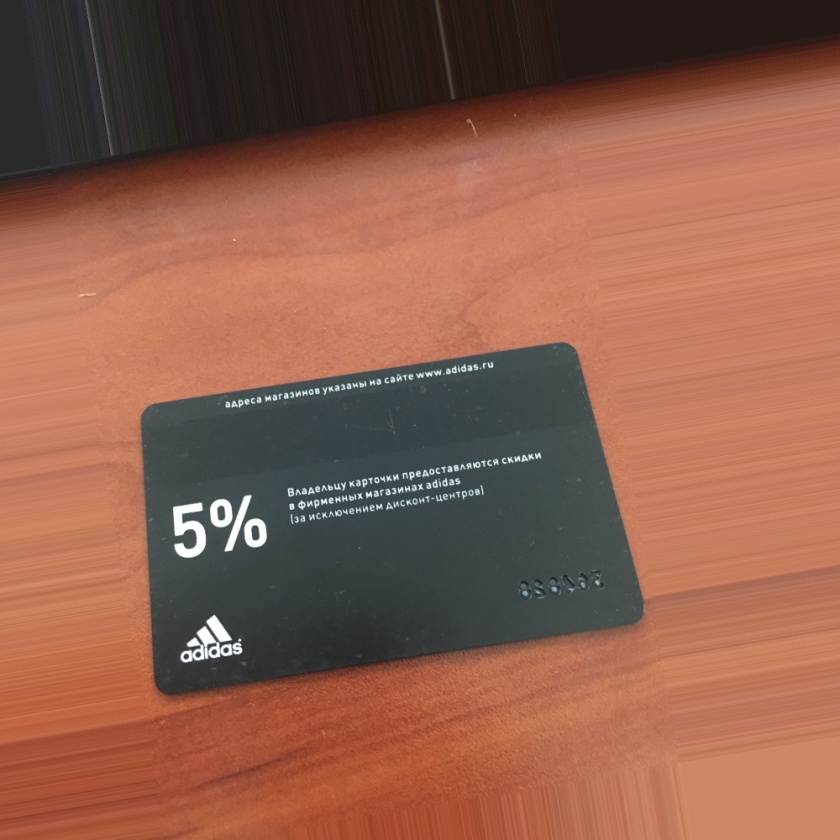 адреса магазинов указаны на сайте www.adidas.ru
5%
Владельцу карточки предоставляются скидки
в фирменных магазинах adidas
(за исключением дисконт-центров)
adidas